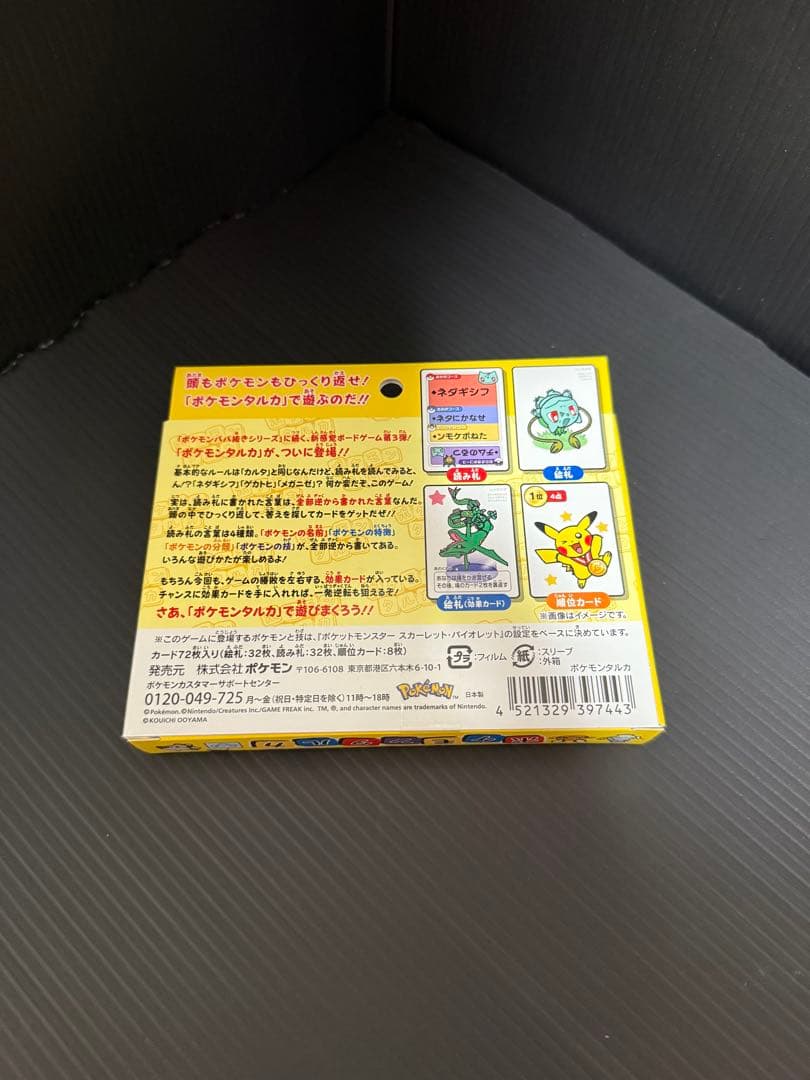 頭もポケモンもひっくり返せ!
「ポケモンタルカ」で遊ぶのだ!!
「ポケモンババ抜きシリーズ」に続く、新感覚ボードゲーム第3弾!
「ポケモンタルカ」が、ついに登場!!
基本的なルールは「カルタ」と同じなんだけど、読み札を読んでみると、
ん!?「ネダギシフ」「ゲカトヒ」「メガニゼ」? 何か変だぞ、このゲーム!
実は、読み札に書かれた言葉は、全部逆から書かれた言葉なんだ。
頭の中でひっくり返して、答えを探してカードをゲットだぜ!!
読み札の言葉は4種類。「ポケモンの名前」「ポケモンの特徴」
「ポケモンの分類」「ポケモンの技」が、全部逆から書いてある。
いろんな遊びかたが楽しめるよ!
もちろん今回も、ゲームの勝敗を左右する、効果カードが入っている。
チャンスに効果カードを手に入れれば、一発逆転も狙えるぞ!
さあ、「ポケモンタルカ」で遊びまくろう!!
ネダギシフ
ネタにかなせ
ンモケポねた
チムのるつ
読み札
絵札
絵札(効果カード)
1位 4点
順位カード
※画像はイメージです。
※このゲームに登場するポケモンと技は、『ポケットモンスター スカーレット・バイオレット』の設定をベースに決めています。
カード72枚入り(絵札:32枚、読み札:32枚、順位カード:8枚)
発売元 株式会社ポケモン 〒106-6108 東京都港区六本木6-10-1
プラ :フィルム 紙 :スリーブ :外箱
ポケモンタルカ
ポケモンカスタマーサポートセンター
0120-049-725 月～金(祝日・特定日を除く)11時～18時
POKéMON™
日本製
©Pokémon. ©Nintendo/Creatures Inc./GAME FREAK inc. TM, ®, and character names are trademarks of Nintendo.
©KOUICHI OOYAMA
4 521329 397443